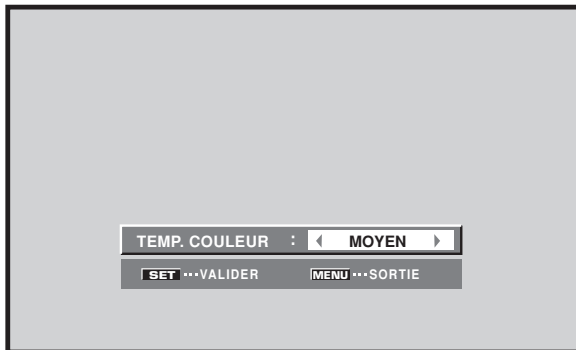 TEMP. COULEUR : MOYEN
SET ···VALIDER MENU ···SORTIE